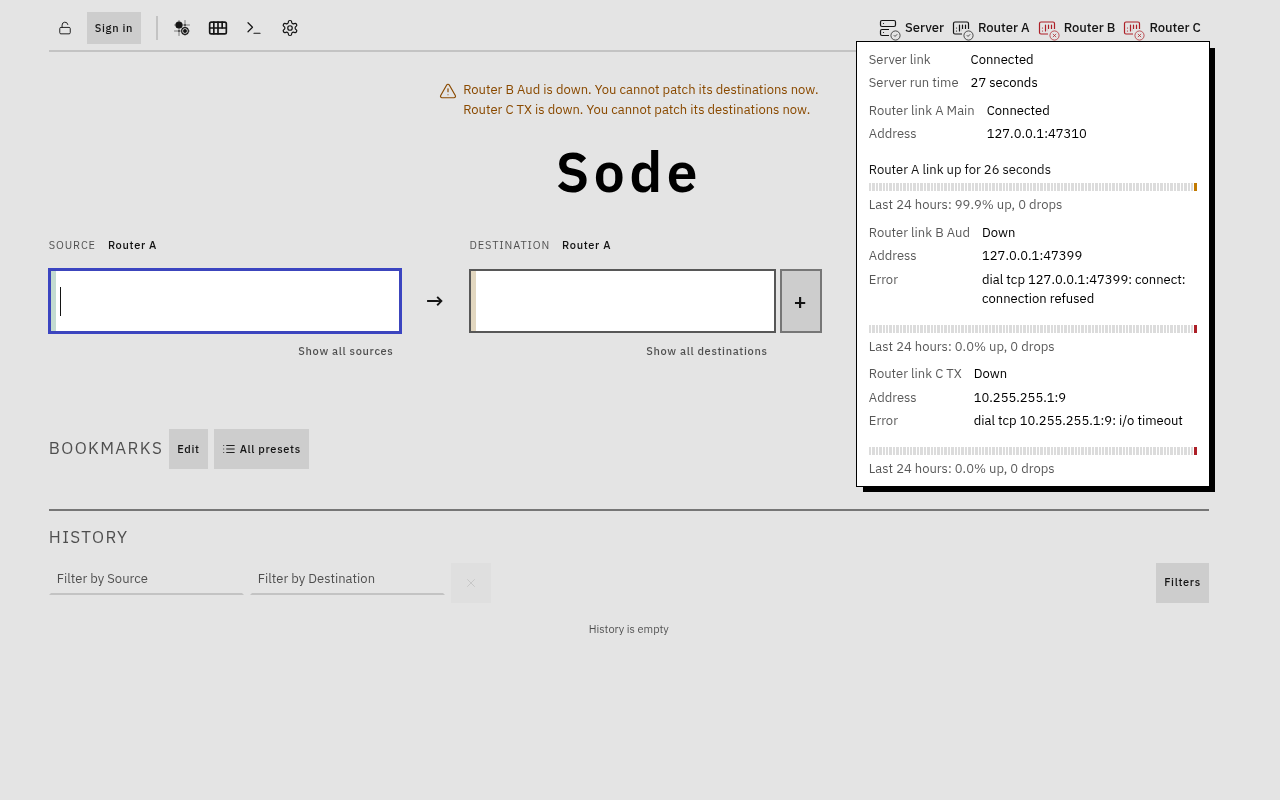 Sign in
Server Router A Router B Router C
Router B Aud is down. You cannot patch its destinations now.
Router C TX is down. You cannot patch its destinations now.
Sode
SOURCE Router A
DESTINATION Router A
→
+
Show all sources
Show all destinations
Server link Connected
Server run time 27 seconds
Router link A Main Connected
Address 127.0.0.1:47310
Router A link up for 26 seconds
Last 24 hours: 99.9% up, 0 drops
Router link B Aud Down
Address 127.0.0.1:47399
Error dial tcp 127.0.0.1:47399: connect:
connection refused
Last 24 hours: 0.0% up, 0 drops
Router link C TX Down
Address 10.255.255.1:9
Error dial tcp 10.255.255.1:9: i/o timeout
Last 24 hours: 0.0% up, 0 drops
BOOKMARKS Edit All presets
HISTORY
Filter by Source Filter by Destination × Filters
History is empty